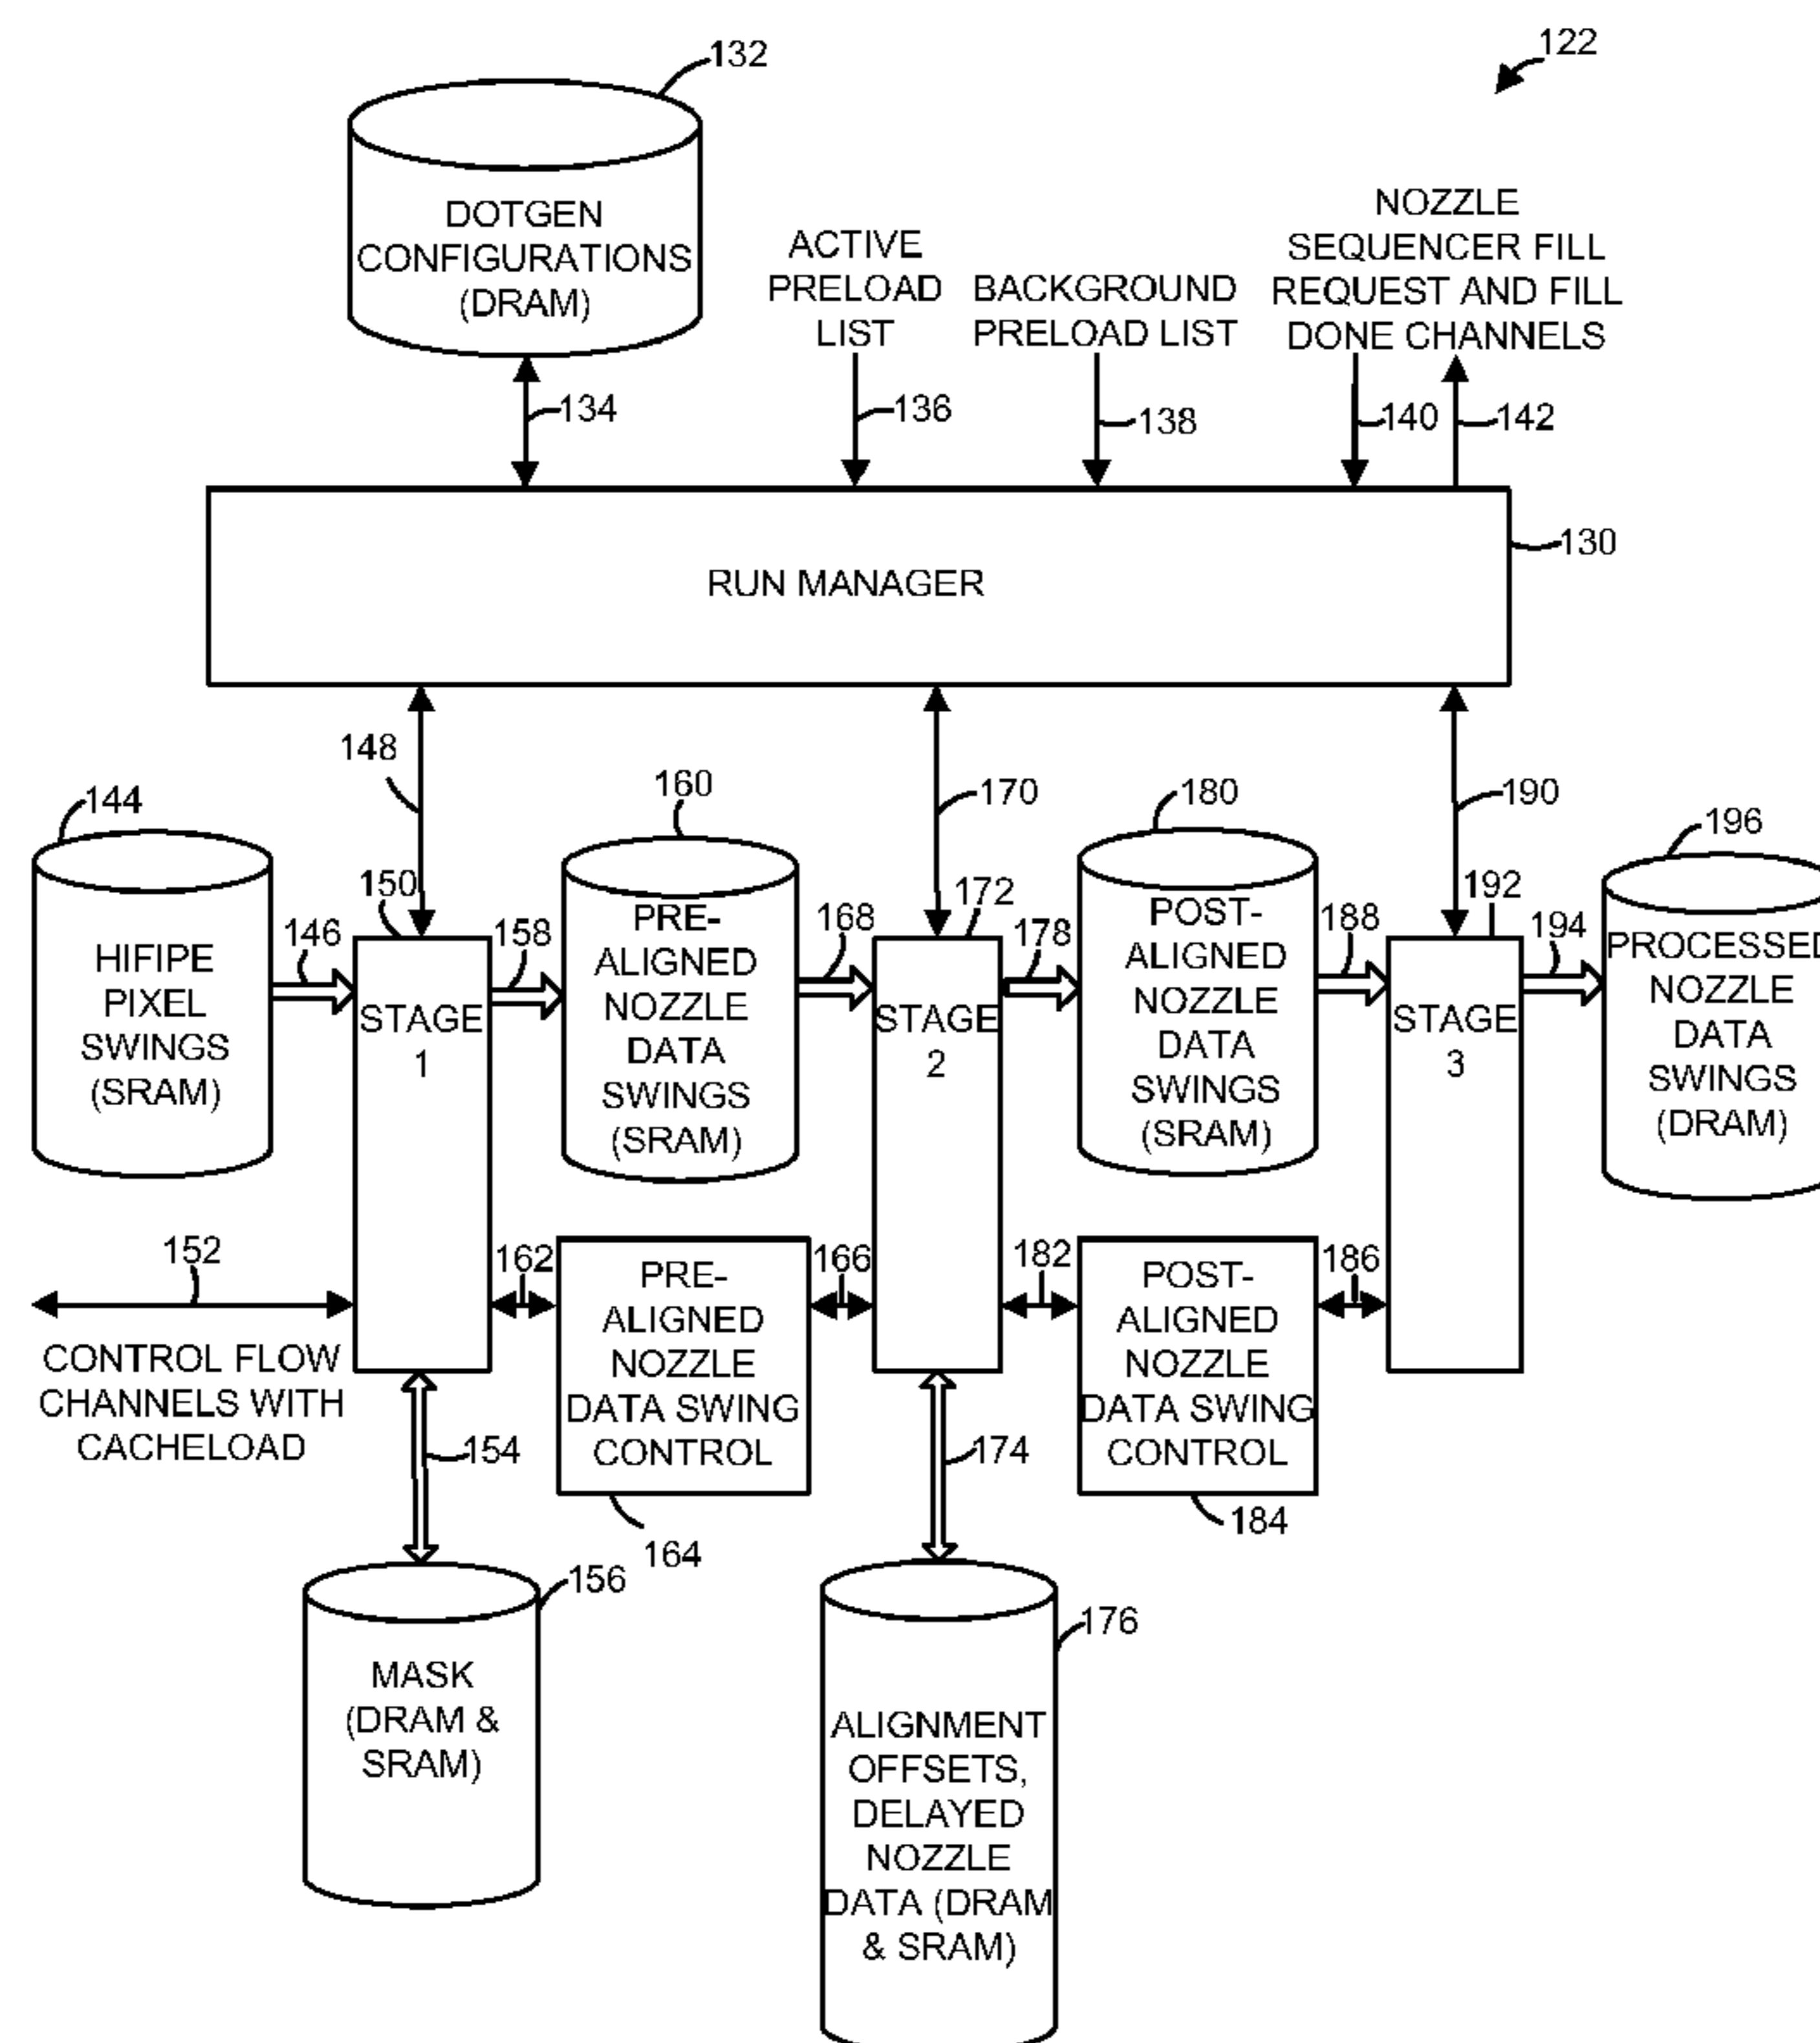 132
122
DOTGEN
CONFIGURATIONS
(DRAM)
ACTIVE
PRELOAD
LIST
BACKGROUND
PRELOAD LIST
NOZZLE
SEQUENCER FILL
REQUEST AND FILL
DONE CHANNELS
134
136
138
140
142
130
RUN MANAGER
148
170
190
144
HIFIPE
PIXEL
SWINGS
(SRAM)
146
150
STAGE
1
158
160
PRE-
ALIGNED
NOZZLE
DATA
SWINGS
(SRAM)
168
172
STAGE
2
178
180
POST-
ALIGNED
NOZZLE
DATA
SWINGS
(SRAM)
188
192
STAGE
3
194
196
PROCESSED
NOZZLE
DATA
SWINGS
(DRAM)
152
CONTROL FLOW
CHANNELS WITH
CACHELOAD
162
PRE-
ALIGNED
NOZZLE
DATA SWING
CONTROL
164
166
182
POST-
ALIGNED
NOZZLE
DATA SWING
CONTROL
184
186
154
156
MASK
(DRAM &
SRAM)
174
176
ALIGNMENT
OFFSETS,
DELAYED
NOZZLE
DATA (DRAM
& SRAM)